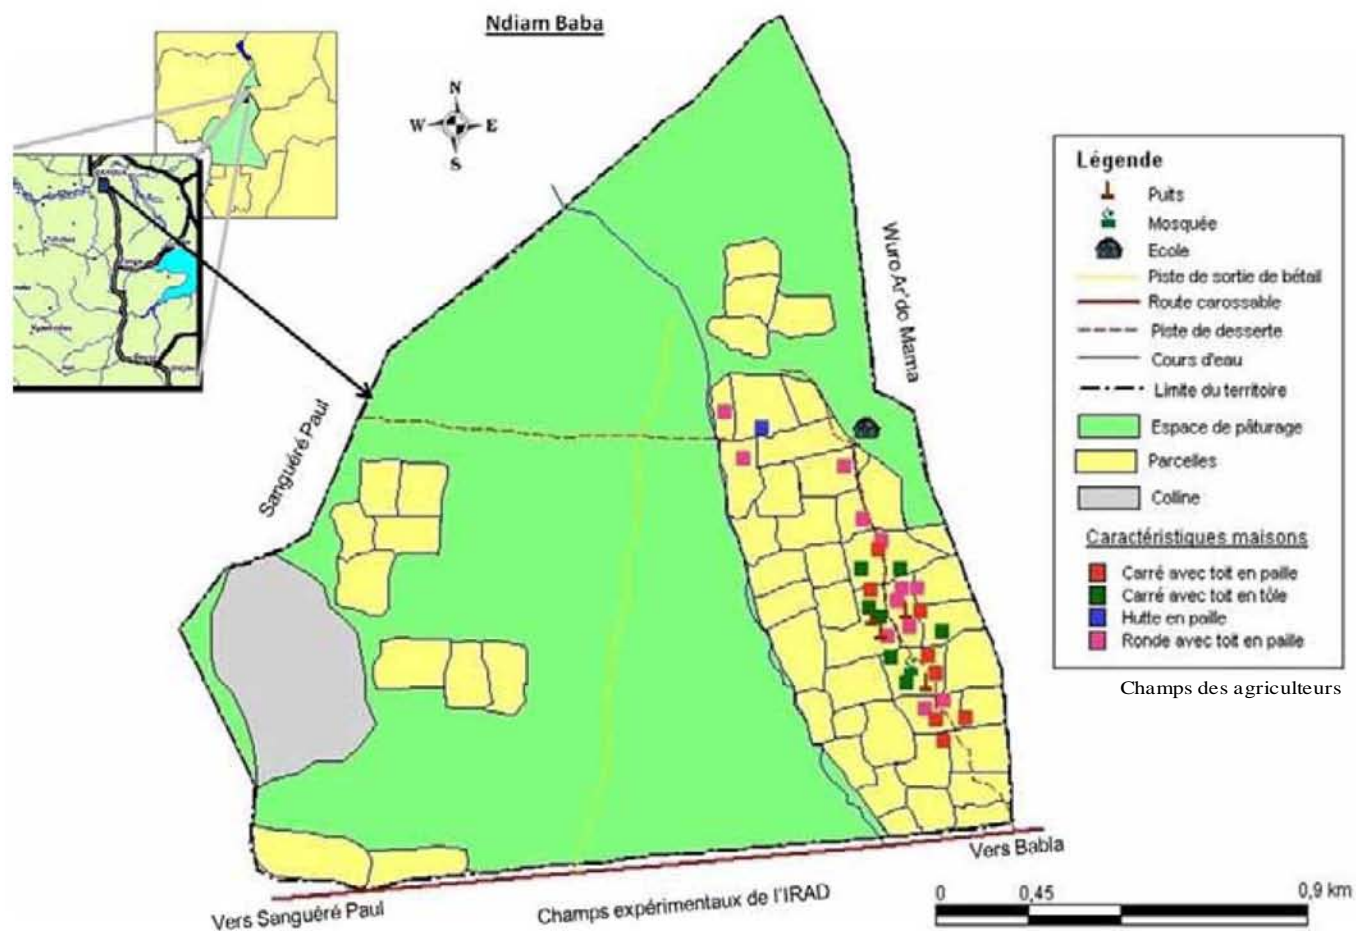 Ndiam Baba
N
W E
S
Wuro Ar'do Mama
Sanguéré Paul
Légende
Puits
Mosquée
Ecole
Piste de sortie de bétail
Route carossable
Piste de desserte
Cours d'eau
Limite du territoire
Espace de pâturage
Parcelles
Colline
Caractéristiques maisons
Carré avec toit en paille
Carré avec toit en tôle
Hutte en paille
Ronde avec toit en paille
Champs des agriculteurs
Vers Babla
Vers Sanguéré Paul
Champs expérimentaux de l'IRAD
0 0,45 0,9 km